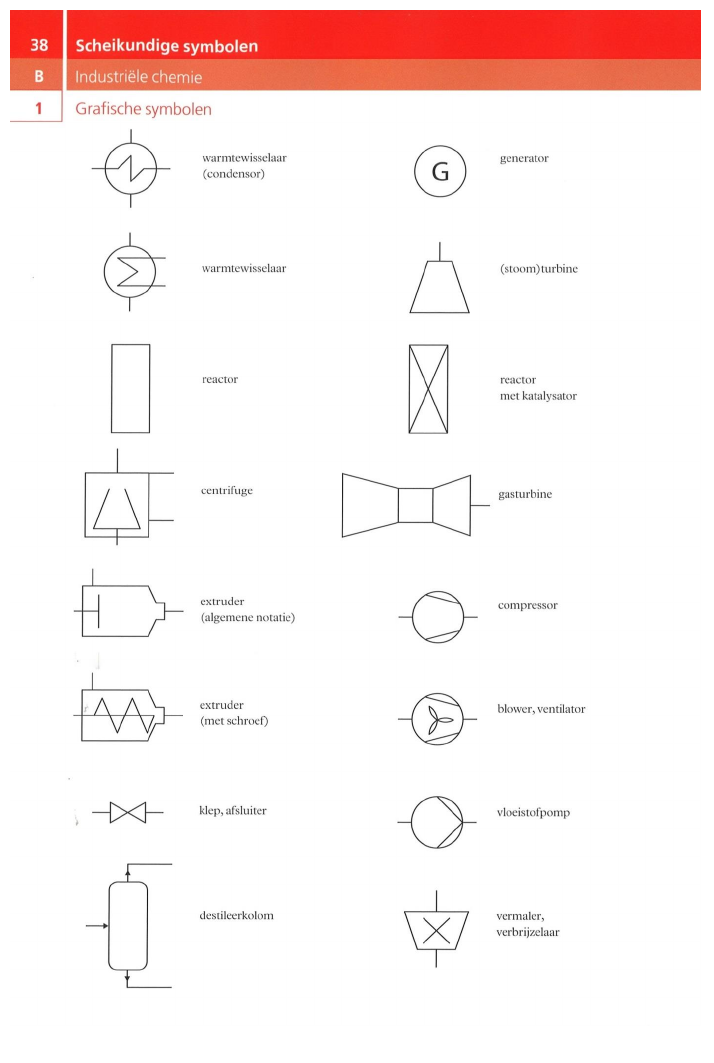 38 Scheikundige symbolen
B Industriële chemie
1 Grafische symbolen
warmtewisselaar
(condensor)
G
generator
warmtewisselaar
(stoom)turbine
reactor
reactor
met katalysator
centrifuge
gasturbine
extruder
(algemene notatie)
compressor
extruder
(met schroef)
blower, ventilator
klep, afsluiter
vloeistofpomp
destileerkolom
vermaler,
verbrijzelaar